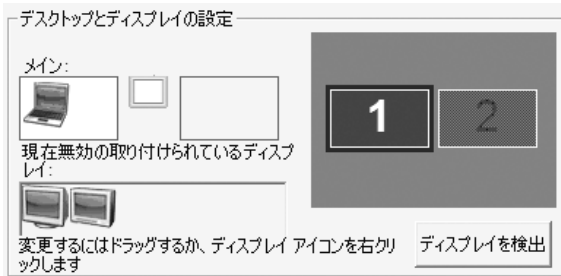 デスクトップとディスプレイの設定
メイン:
1
2
現在無効の取り付けられているディスプ
レイ:
変更するにはドラッグするか、ディスプレイ アイコンを右クリ
ックします
ディスプレイを検出